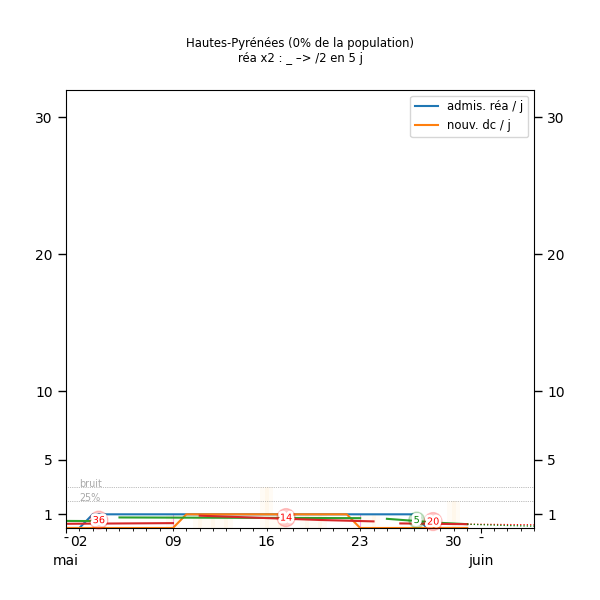 Hautes-Pyrénées (0% de la population)
réa x2 : _ –> /2 en 5 j
admis. réa / j
nouv. dc / j
30 30
20 20
10 10
5 5
bruit
25%
1 1
36 14 5 20
- 02 09 16 23 30 -
mai juin